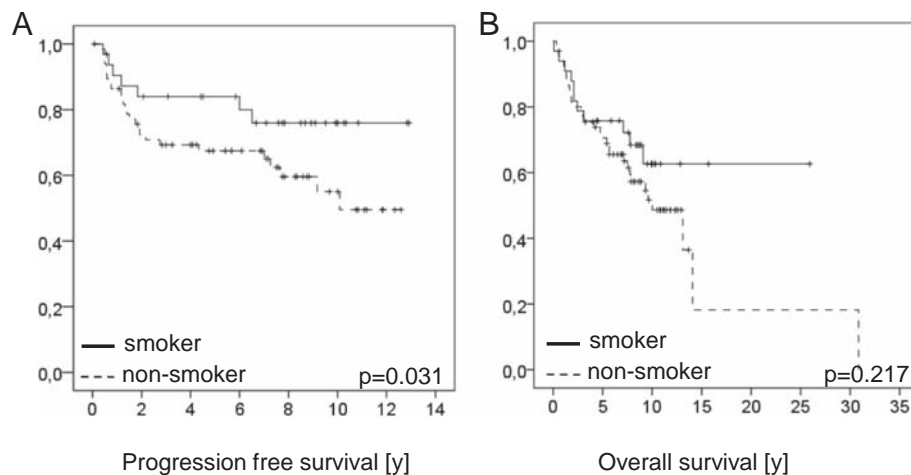 A
1,0
0,8
0,6
0,4
0,2
0,0
smoker
non-smoker
p=0.031
0 2 4 6 8 10 12 14
Progression free survival [y]
B
1,0
0,8
0,6
0,4
0,2
0,0
smoker
non-smoker
p=0.217
0 5 10 15 20 25 30 35
Overall survival [y]